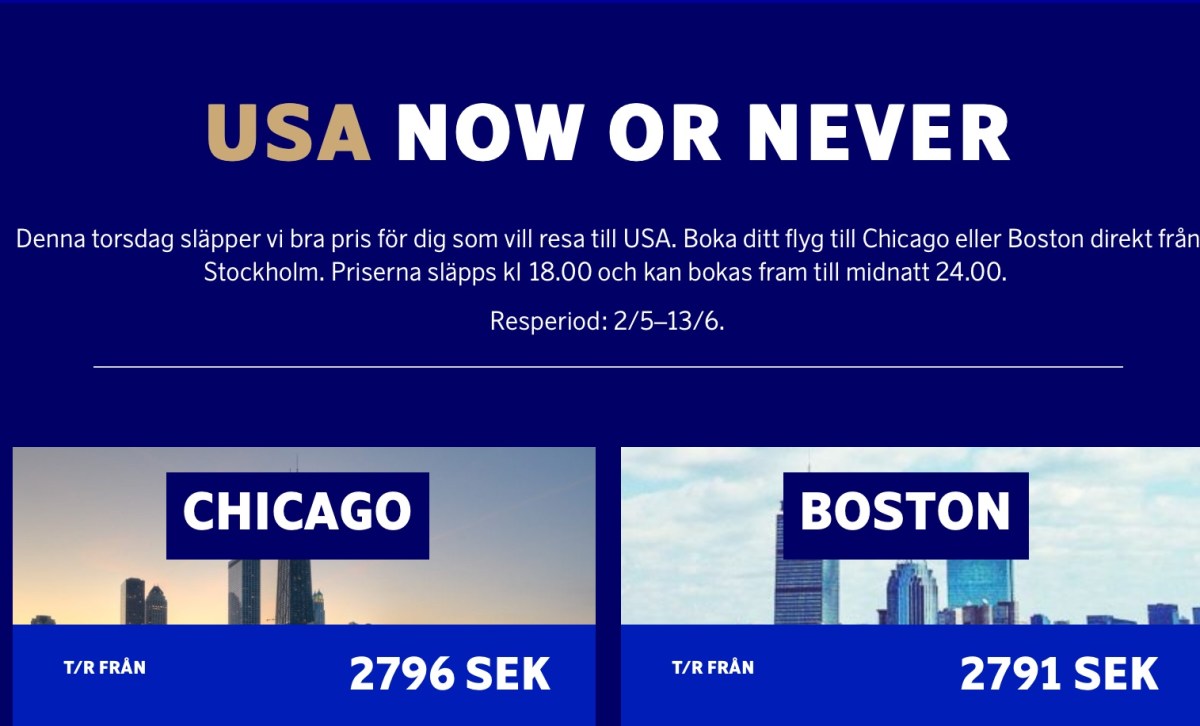 USA NOW OR NEVER
Denna torsdag släpper vi bra pris för dig som vill resa till USA. Boka ditt flyg till Chicago eller Boston direkt från
Stockholm. Priserna släpps kl 18.00 och kan bokas fram till midnatt 24.00.
Resperiod: 2/5–13/6.
CHICAGO
T/R FRÅN 2796 SEK
BOSTON
T/R FRÅN 2791 SEK